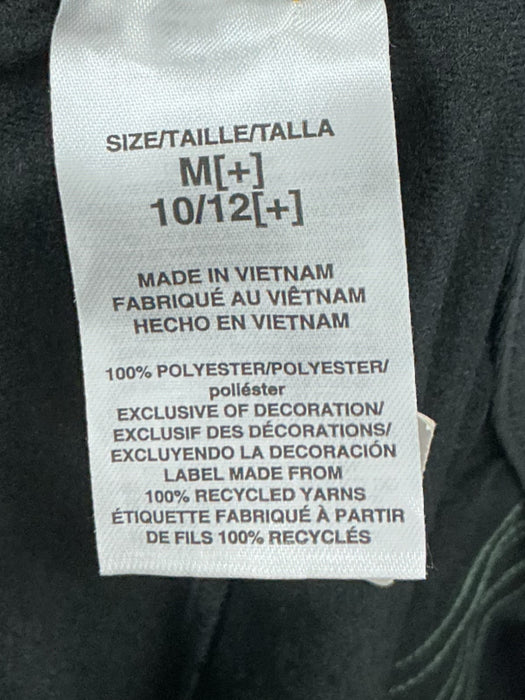 SIZE/TAILLE/TALLA
M[+]
10/12[+]
MADE IN VIETNAM
FABRIQUÉ AU VIÊTNAM
HECHO EN VIETNAM
100% POLYESTER/POLYESTER/
poliéster
EXCLUSIVE OF DECORATION/
EXCLUSIF DES DÉCORATIONS/
EXCLUYENDO LA DECORACIÓN
LABEL MADE FROM
100% RECYCLED YARNS
ÉTIQUETTE FABRIQUÉ À PARTIR
DE FILS 100% RECYCLÉS